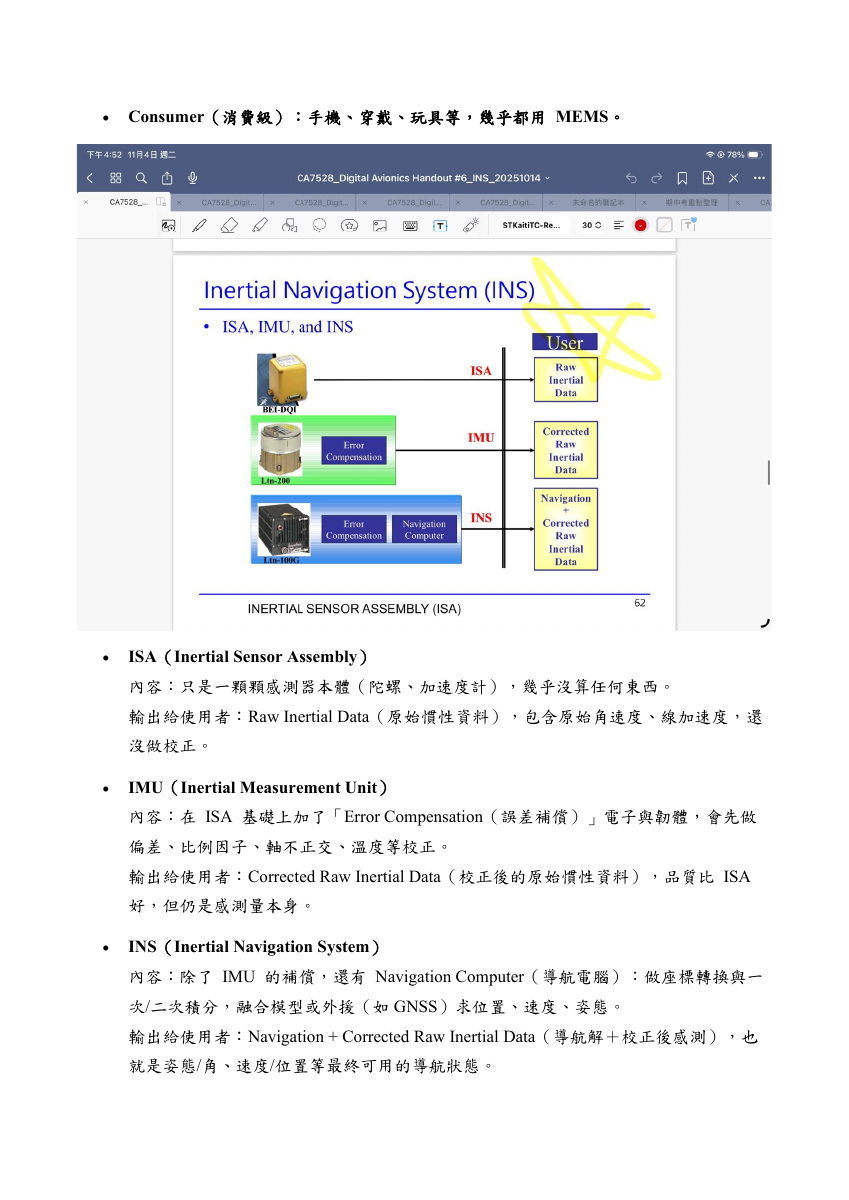 • Consumer（消費級）：手機、穿戴、玩具等，幾乎都用 MEMS。
下午4:52 11月4日 週二
78%
CA7528_Digital Avionics Handout #6_INS_20251014
CA7528_... CA7528_Digit... CA7528_Digit... CA7528_Digit... CA7528_Digit... 未命名的筆記本 期中考重點整理 CA
STKaitiTC-Re... 30
Inertial Navigation System (INS)
• ISA, IMU, and INS
User
ISA
Raw
Inertial
Data
BEI-DQI
IMU
Error
Compensation
Corrected
Raw
Inertial
Data
Ltn-200
INS
Error
Compensation
Navigation
Computer
Navigation
+
Corrected
Raw
Inertial
Data
Ltn-100G
INERTIAL SENSOR ASSEMBLY (ISA)
62
• ISA（Inertial Sensor Assembly）
內容：只是一顆顆感測器本體（陀螺、加速度計），幾乎沒算任何東西。
輸出給使用者：Raw Inertial Data（原始慣性資料），包含原始角速度、線加速度，還
沒做校正。
• IMU（Inertial Measurement Unit）
內容：在 ISA 基礎上加了「Error Compensation（誤差補償）」電子與韌體，會先做
偏差、比例因子、軸不正交、溫度等校正。
輸出給使用者：Corrected Raw Inertial Data（校正後的原始慣性資料），品質比 ISA
好，但仍是感測量本身。
• INS（Inertial Navigation System）
內容：除了 IMU 的補償，還有 Navigation Computer（導航電腦）：做座標轉換與一
次/二次積分，融合模型或外援（如 GNSS）求位置、速度、姿態。
輸出給使用者：Navigation + Corrected Raw Inertial Data（導航解＋校正後感測），也
就是姿態/角、速度/位置等最終可用的導航狀態。